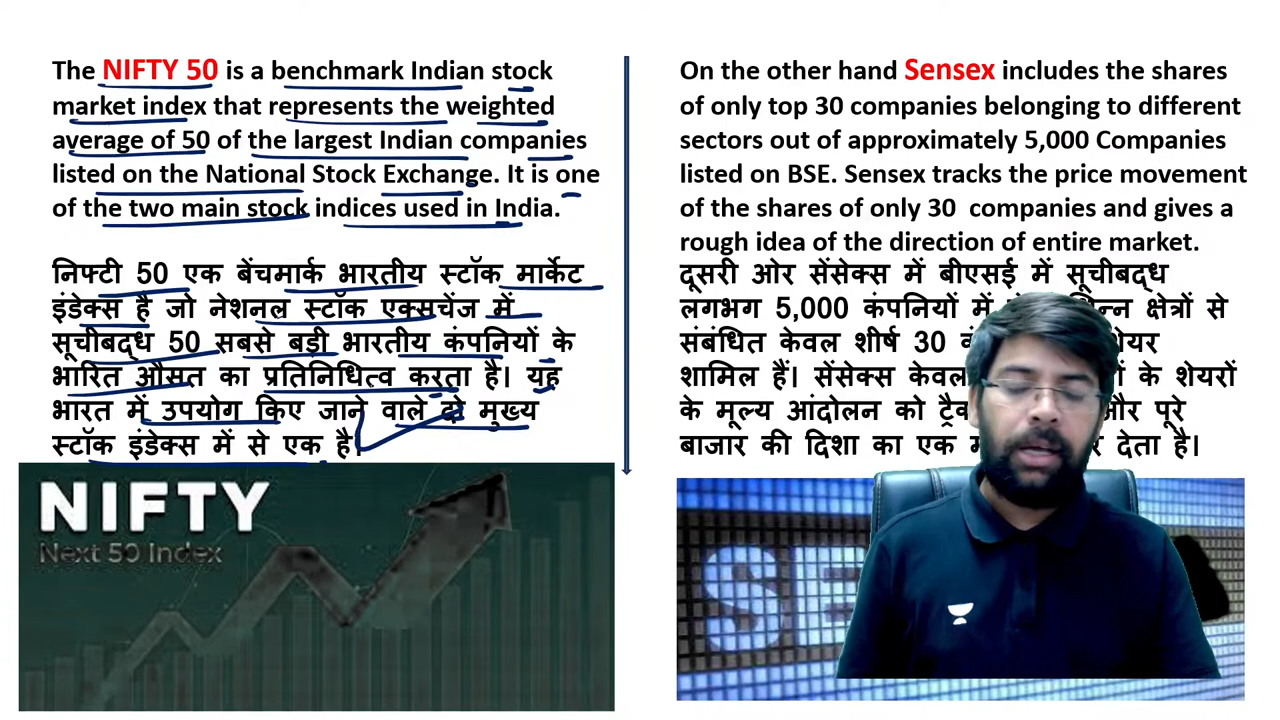 The NIFTY 50 is a benchmark Indian stock
market index that represents the weighted
average of 50 of the largest Indian companies
listed on the National Stock Exchange. It is one
of the two main stock indices used in India.
निफ्टी 50 एक बेंचमार्क भारतीय स्टॉक मार्केट
इंडेक्स है जो नेशनल स्टॉक एक्सचेंज में
सूचीबद्ध 50 सबसे बड़ी भारतीय कंपनियों के
भारित औसत का प्रतिनिधित्व करता है। यह
भारत में उपयोग किए जाने वाले दो मुख्य
स्टॉक इंडेक्स में से एक है।
NIFTY
Next 50 Index
On the other hand Sensex includes the shares
of only top 30 companies belonging to different
sectors out of approximately 5,000 Companies
listed on BSE. Sensex tracks the price movement
of the shares of only 30 companies and gives a
rough idea of the direction of entire market.
दूसरी ओर सेंसेक्स में बीएसई में सूचीबद्ध
लगभग 5,000 कंपनियों में क्षेत्रों से
संबंधित केवल शीर्ष 30 शेयर
शामिल हैं। सेंसेक्स केवल के शेयरों
के मूल्य आंदोलन को और पूरे
बाजार की दिशा का एक देता है।
SE